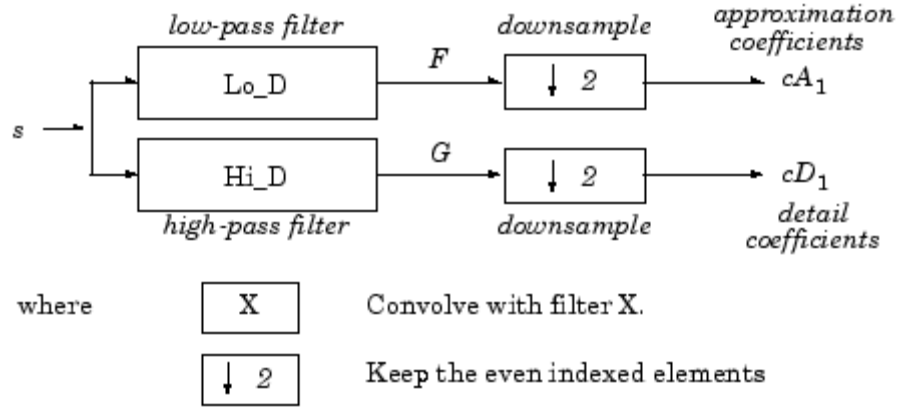 low-pass filter
downsample
approximation
coefficients
Lo_D
F
↓ 2
cA₁
s
Hi_D
G
↓ 2
cD₁
high-pass filter
downsample
detail
coefficients
where
X
Convolve with filter X.
↓ 2
Keep the even indexed elements